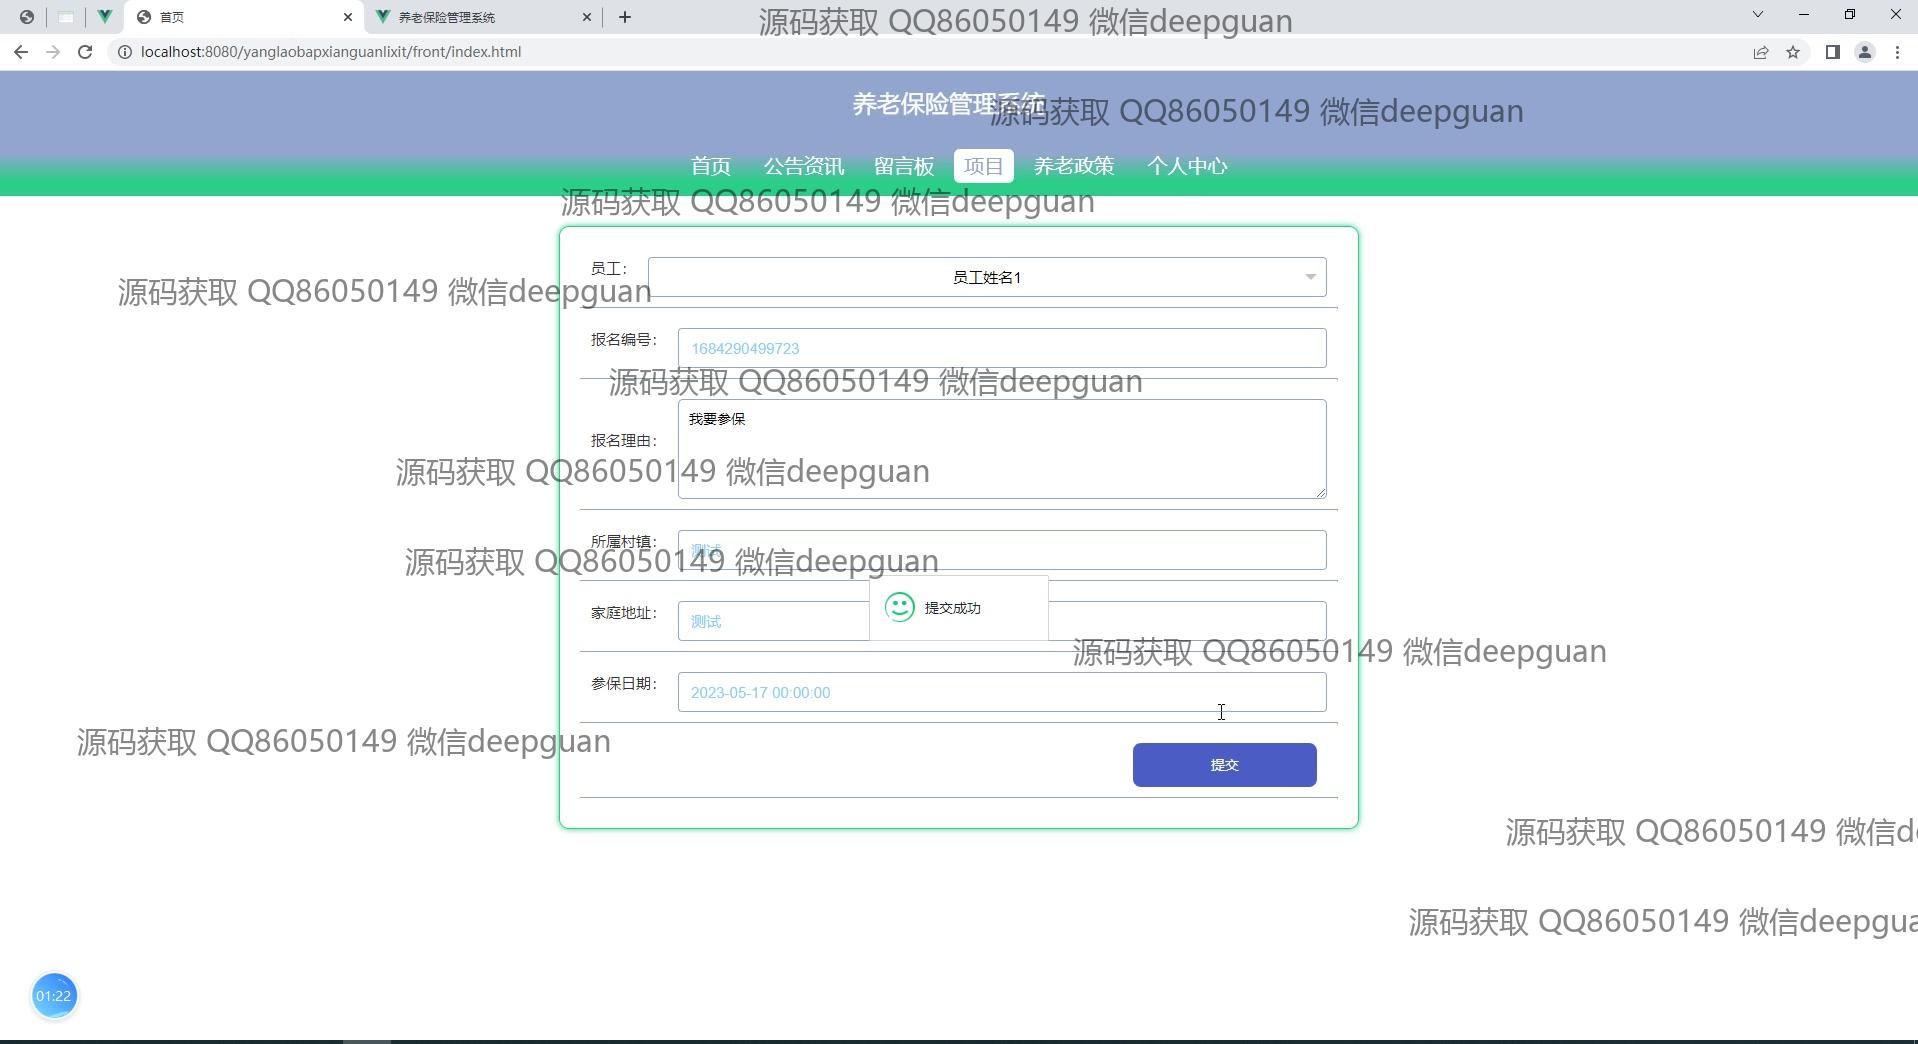 首页
养老保险管理系统
源码获取 QQ86050149 微信deepguan
localhost:8080/yanglaobapxianguanlixit/front/index.html
养老保险管理系统
源码获取 QQ86050149 微信deepguan
首页 公告资讯 留言板 项目 养老政策 个人中心
源码获取 QQ86050149 微信deepguan
员工： 员工姓名1
源码获取 QQ86050149 微信deepguan
报名编号： 1684290499723
源码获取 QQ86050149 微信deepguan
我要参保
报名理由：
源码获取 QQ86050149 微信deepguan
所属村镇： 测试
源码获取 QQ86050149 微信deepguan
家庭地址： 测试
提交成功
源码获取 QQ86050149 微信deepguan
参保日期： 2023-05-17 00:00:00
源码获取 QQ86050149 微信deepguan
提交
源码获取 QQ86050149 微信d
源码获取 QQ86050149 微信deepgua
01:22